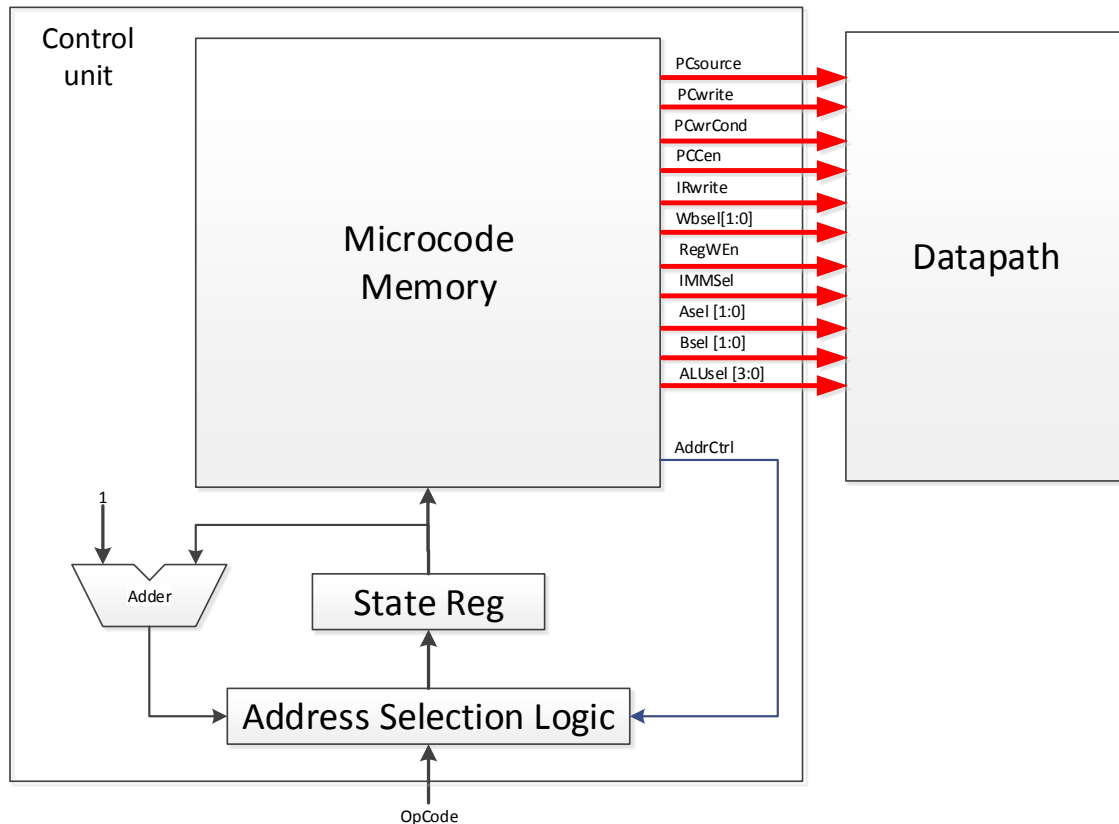 Control
unit
Microcode
Memory
PCsource
PCwrite
PCwrCond
PCCen
IRwrite
Wbsel[1:0]
RegWEn
IMMSel
Asel [1:0]
Bsel [1:0]
ALUsel [3:0]
AddrCtrl
Datapath
1
Adder
State Reg
Address Selection Logic
OpCode